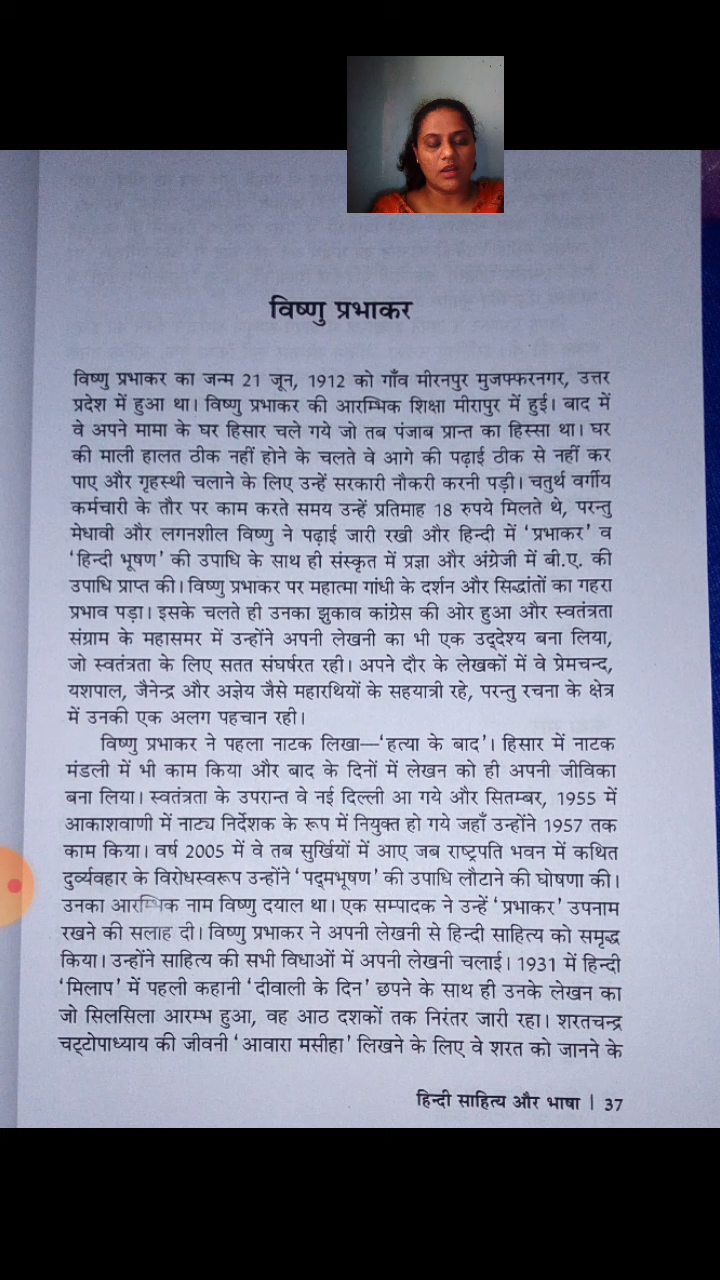 विष्णु प्रभाकर
विष्णु प्रभाकर का जन्म 21 जून, 1912 को गाँव मीरनपुर मुजफ्फरनगर, उत्तर
प्रदेश में हुआ था। विष्णु प्रभाकर की आरम्भिक शिक्षा मीरापुर में हुई। बाद में
वे अपने मामा के घर हिसार चले गये जो तब पंजाब प्रान्त का हिस्सा था। घर
की माली हालत ठीक नहीं होने के चलते वे आगे की पढ़ाई ठीक से नहीं कर
पाए और गृहस्थी चलाने के लिए उन्हें सरकारी नौकरी करनी पड़ी। चतुर्थ वर्गीय
कर्मचारी के तौर पर काम करते समय उन्हें प्रतिमाह 18 रुपये मिलते थे, परन्तु
मेधावी और लगनशील विष्णु ने पढ़ाई जारी रखी और हिन्दी में ‘प्रभाकर’ व
‘हिन्दी भूषण’ की उपाधि के साथ ही संस्कृत में प्रज्ञा और अंग्रेजी में बी.ए. की
उपाधि प्राप्त की। विष्णु प्रभाकर पर महात्मा गांधी के दर्शन और सिद्धांतों का गहरा
प्रभाव पड़ा। इसके चलते ही उनका झुकाव कांग्रेस की ओर हुआ और स्वतंत्रता
संग्राम के महासमर में उन्होंने अपनी लेखनी का भी एक उद्देश्य बना लिया,
जो स्वतंत्रता के लिए सतत संघर्षरत रही। अपने दौर के लेखकों में वे प्रेमचन्द,
यशपाल, जैनेन्द्र और अज्ञेय जैसे महारथियों के सहयात्री रहे, परन्तु रचना के क्षेत्र
में उनकी एक अलग पहचान रही।
विष्णु प्रभाकर ने पहला नाटक लिखा—‘हत्या के बाद’। हिसार में नाटक
मंडली में भी काम किया और बाद के दिनों में लेखन को ही अपनी जीविका
बना लिया। स्वतंत्रता के उपरान्त वे नई दिल्ली आ गये और सितम्बर, 1955 में
आकाशवाणी में नाट्य निर्देशक के रूप में नियुक्त हो गये जहाँ उन्होंने 1957 तक
काम किया। वर्ष 2005 में वे तब सुर्खियों में आए जब राष्ट्रपति भवन में कथित
दुर्व्यवहार के विरोधस्वरूप उन्होंने ‘पद्मभूषण’ की उपाधि लौटाने की घोषणा की।
उनका आरम्भिक नाम विष्णु दयाल था। एक सम्पादक ने उन्हें ‘प्रभाकर’ उपनाम
रखने की सलाह दी। विष्णु प्रभाकर ने अपनी लेखनी से हिन्दी साहित्य को समृद्ध
किया। उन्होंने साहित्य की सभी विधाओं में अपनी लेखनी चलाई। 1931 में हिन्दी
‘मिलाप’ में पहली कहानी ‘दीवाली के दिन’ छपने के साथ ही उनके लेखन का
जो सिलसिला आरम्भ हुआ, वह आठ दशकों तक निरंतर जारी रहा। शरतचन्द्र
चट्टोपाध्याय की जीवनी ‘आवारा मसीहा’ लिखने के लिए वे शरत को जानने के
हिन्दी साहित्य और भाषा | 37